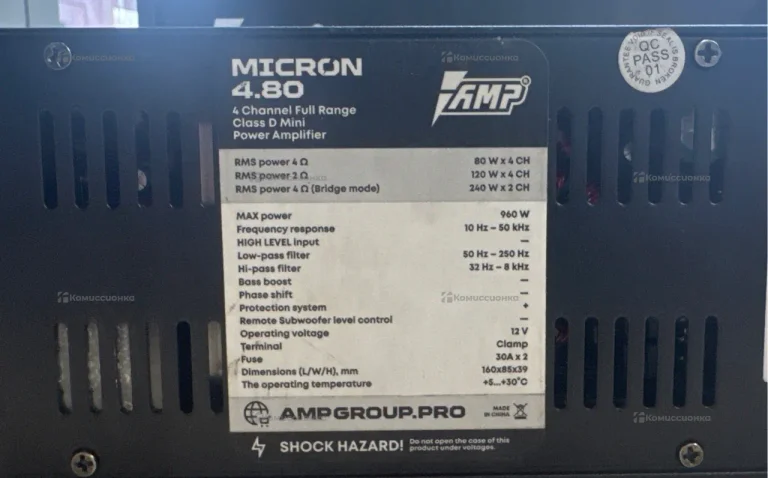 Комиссионка
Комиссионка
MICRON
4.80
4 Channel Full Range
Class D Mini
Power Amplifier
AMP®
QC
PASS
01
RMS power 4 Ω 80 W x 4 CH
RMS power 2 Ω 120 W x 4 CH
RMS power 4 Ω (Bridge mode) 240 W x 2 CH
Комиссионка
Комиссионка
MAX power 960 W
Frequency response 10 Hz – 50 kHz
HIGH LEVEL input –
Low-pass filter 50 Hz – 250 Hz
Hi-pass filter 32 Hz – 8 kHz
Bass boost –
Phase shift –
Protection system +
Remote Subwoofer level control –
Operating voltage 12 V
Terminal Clamp
Fuse 30A x 2
Dimensions (L/W/H), mm 160x85x39
The operating temperature +5...+30°C
Комиссионка
Комиссионка
AMPGROUP.PRO
MADE
IN CHINA
Комиссионка
SHOCK HAZARD! Do not open the case of this
product under voltages.